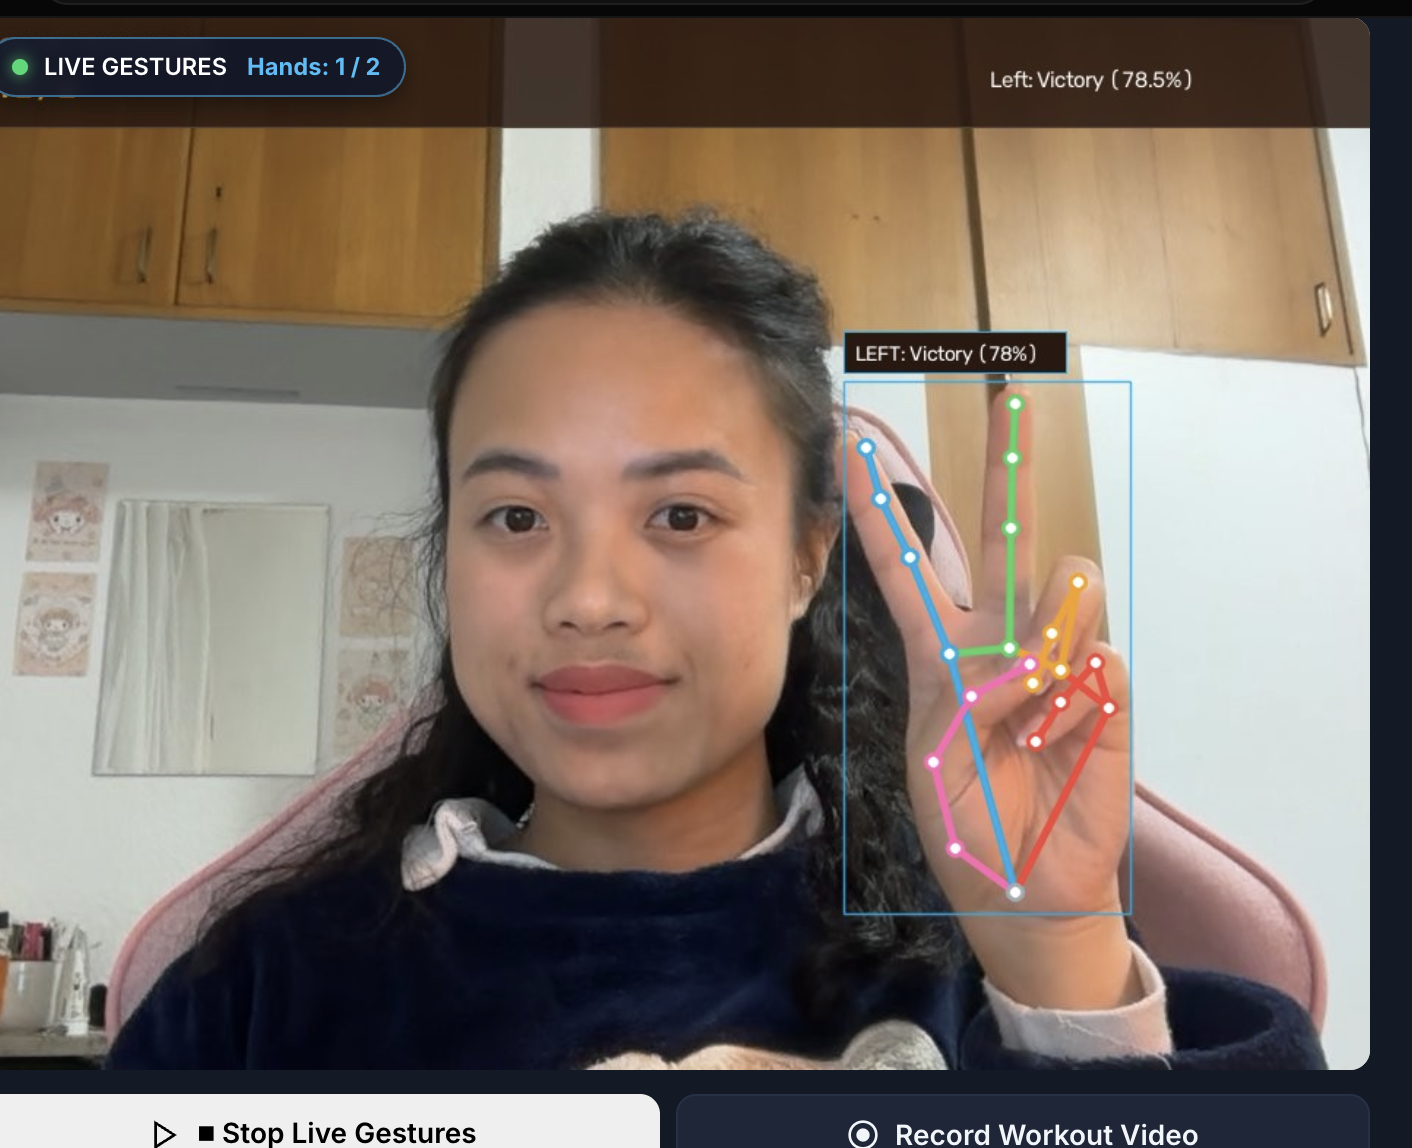 LIVE GESTURES Hands: 1 / 2
Left: Victory (78.5%)
LEFT: Victory (78%)
Stop Live Gestures
Record Workout Video